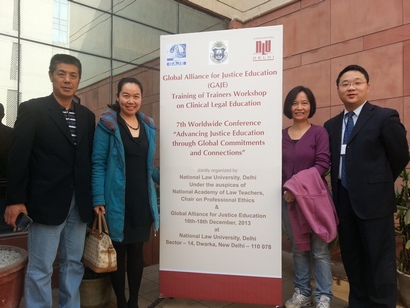 NLU
DELHI
Global Alliance for Justice Education
(GAJE)
Training of Trainers Workshop
on Clinical Legal Education
7th Worldwide Conference
"Advancing Justice Education
through Global Commitments
and Connections"
Jointly organized by
National Law University, Delhi
Under the auspices of
National Academy of Law Teachers,
Chair on Professional Ethics
&
Global Alliance for Justice Education
16th-18th December, 2013
at
National Law University, Delhi
Sector – 14, Dwarka, New Delhi – 110 078